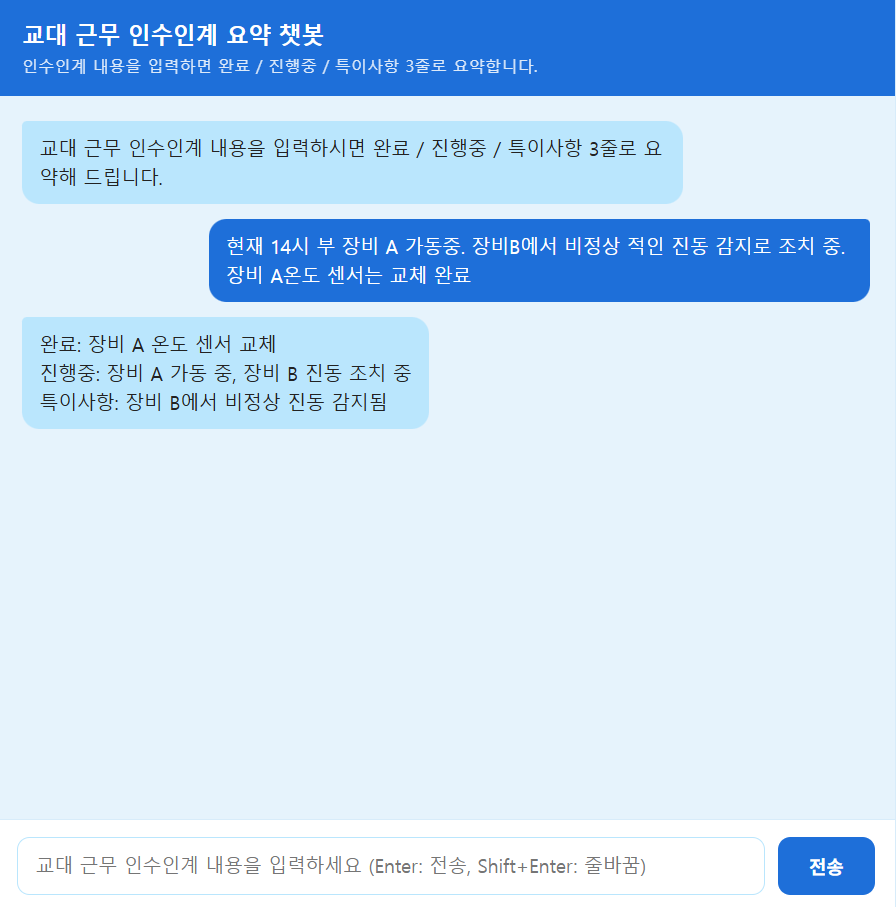 교대 근무 인수인계 요약 챗봇
인수인계 내용을 입력하면 완료 / 진행중 / 특이사항 3줄로 요약합니다.
교대 근무 인수인계 내용을 입력하시면 완료 / 진행중 / 특이사항 3줄로 요
약해 드립니다.
현재 14시 부 장비 A 가동중. 장비B에서 비정상 적인 진동 감지로 조치 중.
장비 A온도 센서는 교체 완료
완료: 장비 A 온도 센서 교체
진행중: 장비 A 가동 중, 장비 B 진동 조치 중
특이사항: 장비 B에서 비정상 진동 감지됨
교대 근무 인수인계 내용을 입력하세요 (Enter: 전송, Shift+Enter: 줄바꿈)
전송